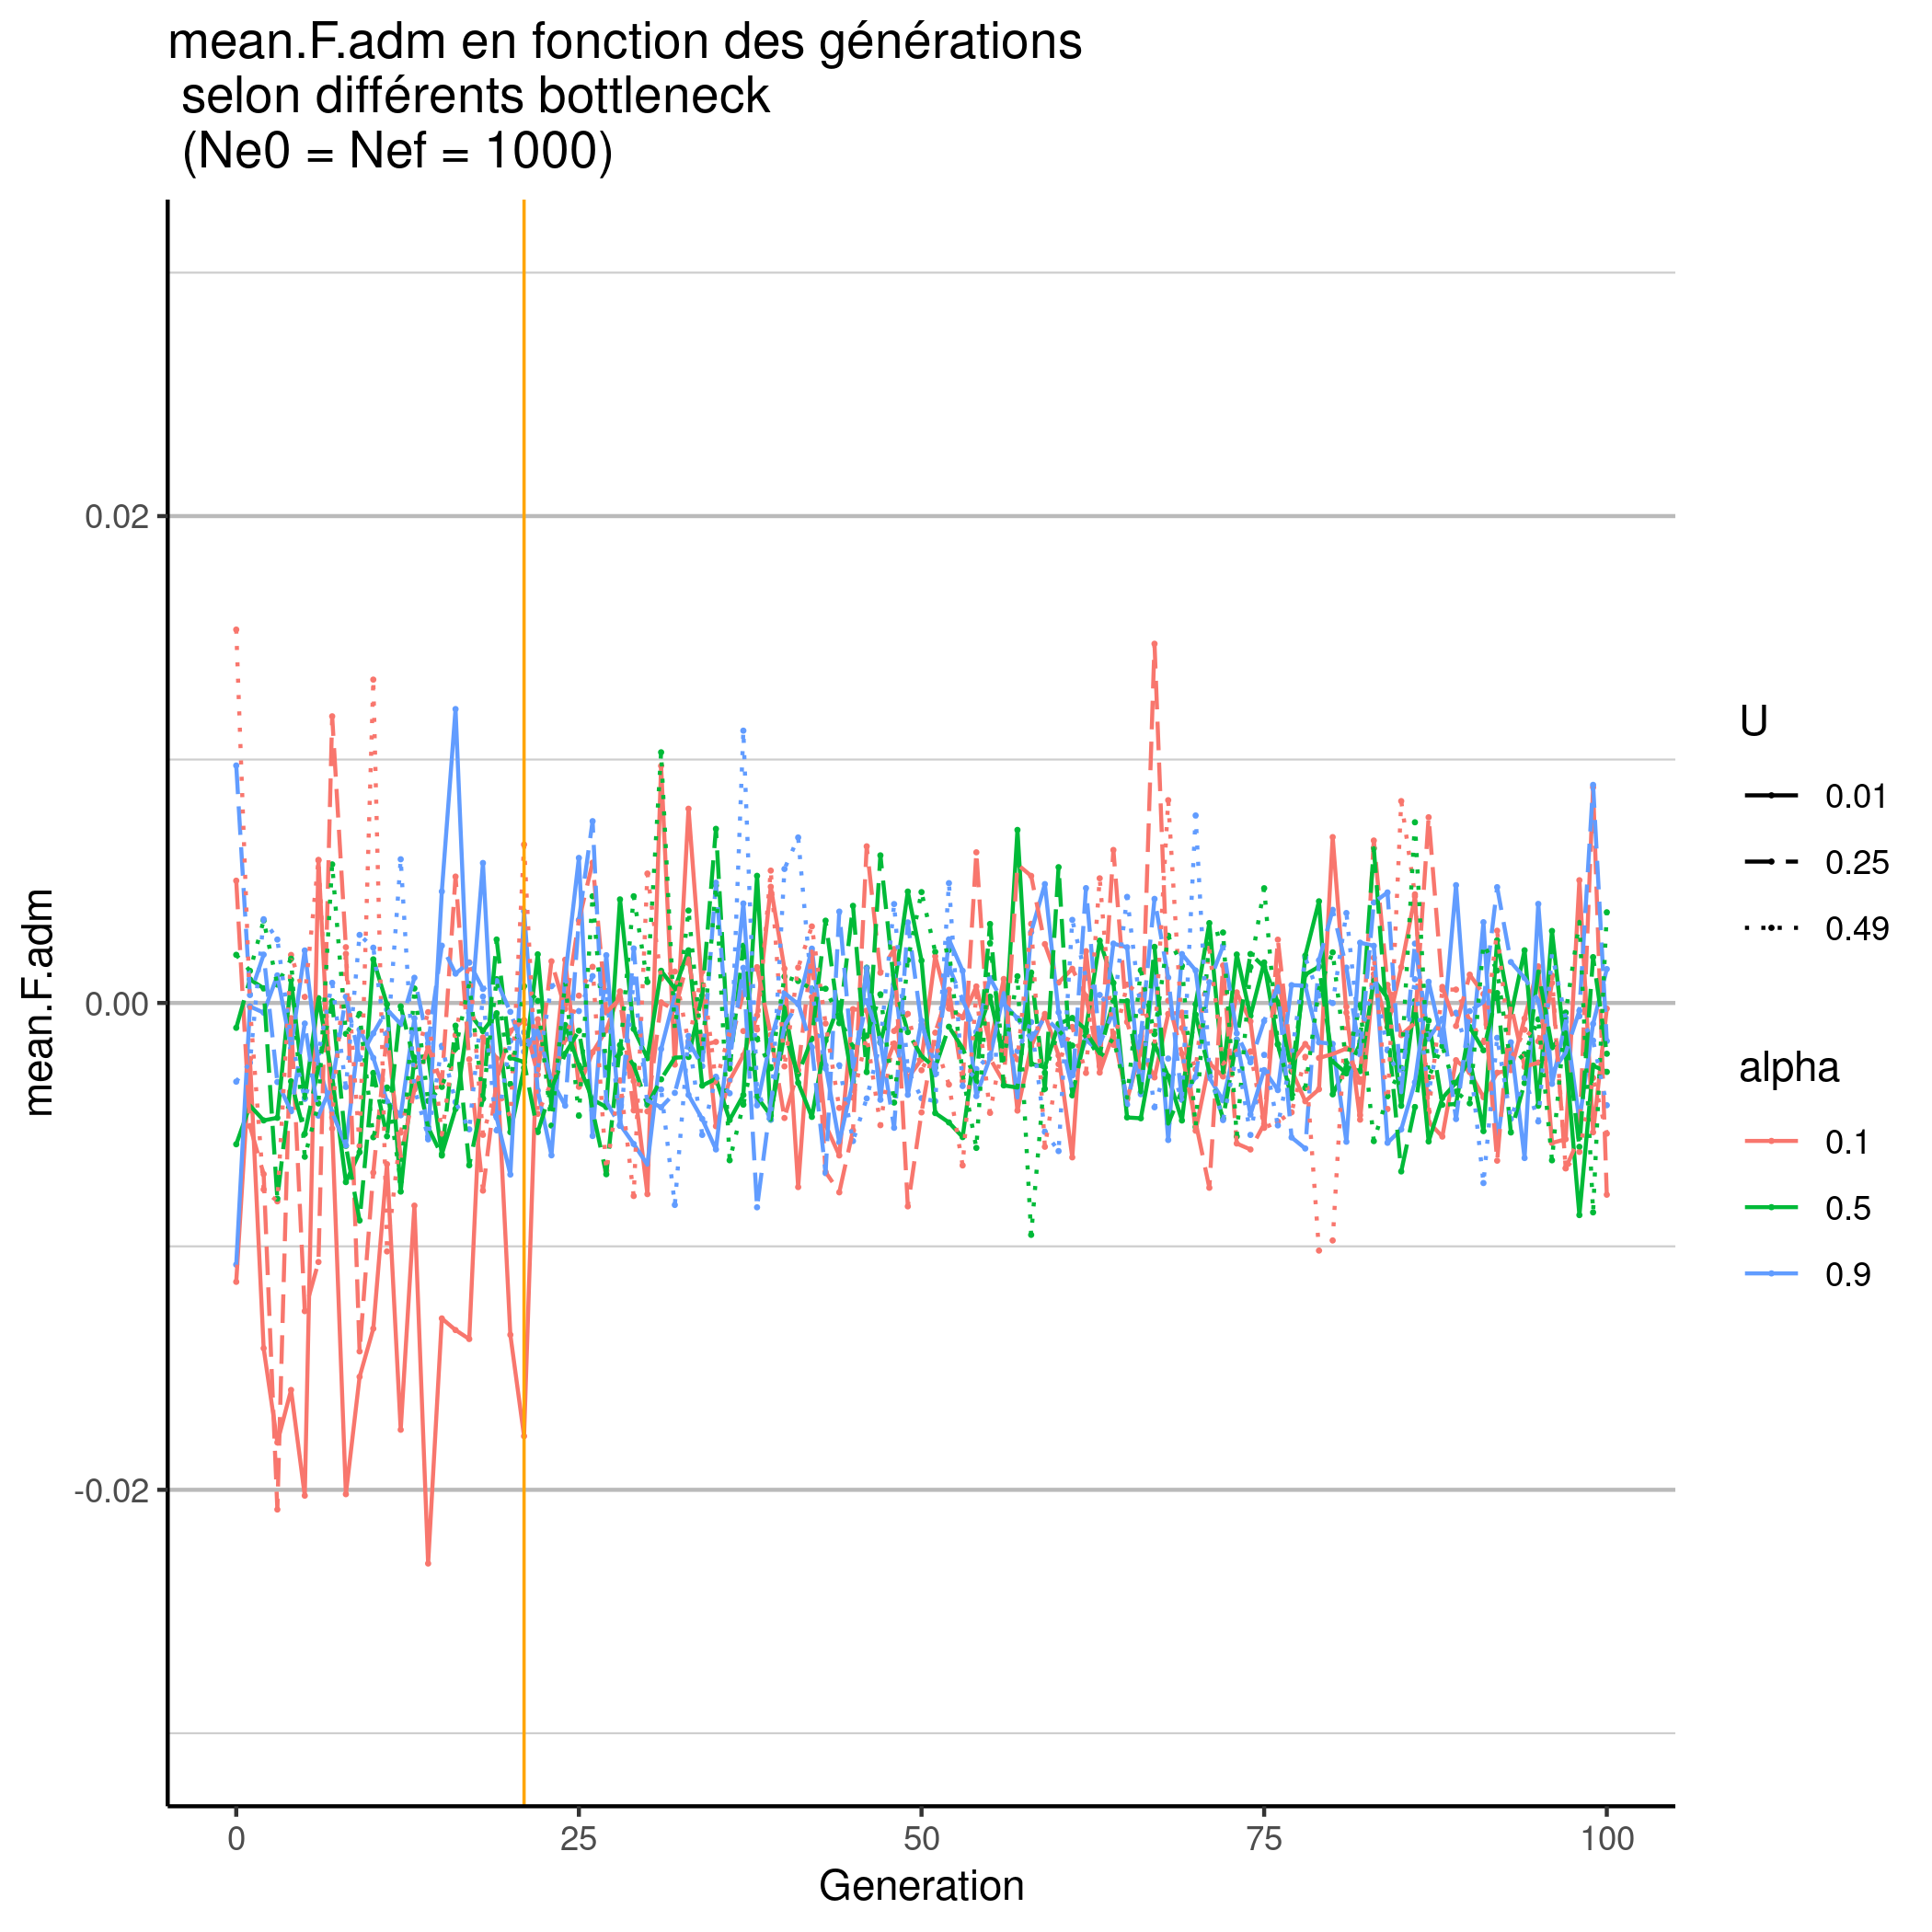 mean.F.adm en fonction des générations
selon différents bottleneck
(Ne0 = Nef = 1000)
mean.F.adm
0.02
0.00
-0.02
0
25
50
75
100
Generation
U
0.01
0.25
0.49
alpha
0.1
0.5
0.9